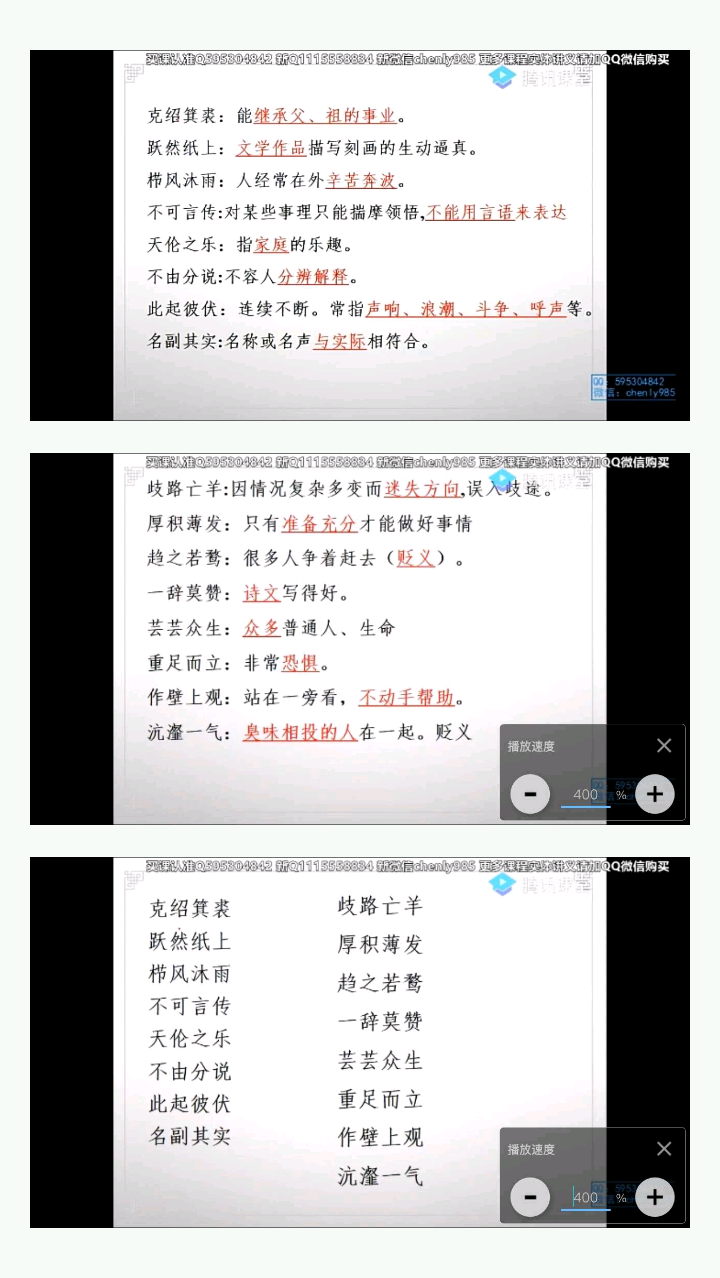 买课认准Q595304842 新Q1115558834 新微信chenly985 更多课程实体讲义请加QQ微信购买
腾讯课堂
克绍箕裘：能继承父、祖的事业。
跃然纸上：文学作品描写刻画的生动逼真。
栉风沐雨：人经常在外辛苦奔波。
不可言传:对某些事理只能揣摩领悟,不能用言语来表达
天伦之乐：指家庭的乐趣。
不由分说:不容人分辨解释。
此起彼伏：连续不断。常指声响、浪潮、斗争、呼声等。
名副其实:名称或名声与实际相符合。
QQ：595304842
微信：chenly985
买课认准Q595304842 新Q1115558834 新微信chenly985 更多课程实体讲义请加QQ微信购买
歧路亡羊:因情况复杂多变而迷失方向,误入歧途。
厚积薄发：只有准备充分才能做好事情
趋之若鹜：很多人争着赶去（贬义）。
一辞莫赞：诗文写得好。
芸芸众生：众多普通人、生命
重足而立：非常恐惧。
作壁上观：站在一旁看，不动手帮助。
沆瀣一气：臭味相投的人在一起。贬义
播放速度
- 400 % +
买课认准Q595304842 新Q1115558834 新微信chenly985 更多课程实体讲义请加QQ微信购买
腾讯课堂
克绍箕裘
跃然纸上
栉风沐雨
不可言传
天伦之乐
不由分说
此起彼伏
名副其实
歧路亡羊
厚积薄发
趋之若鹜
一辞莫赞
芸芸众生
重足而立
作壁上观
沆瀣一气
播放速度
- 400 % +